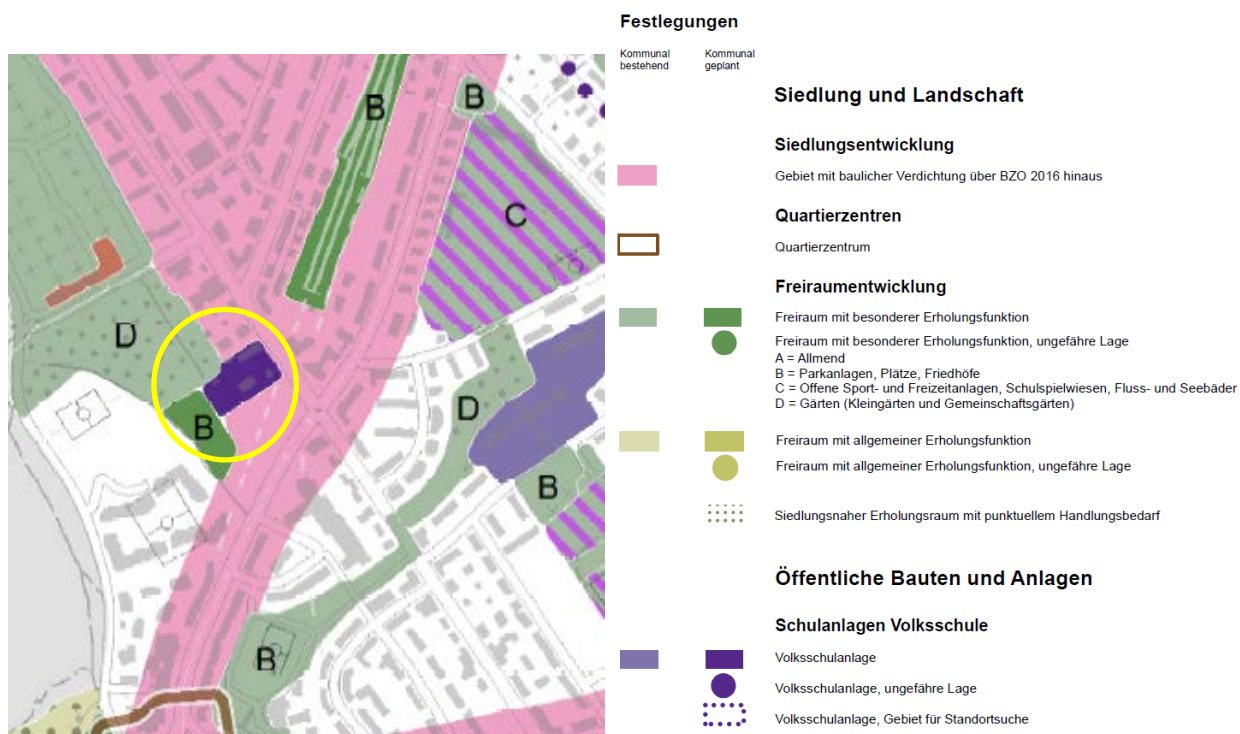 B
B
C
D
B
D
B
B
Festlegungen
Kommunal bestehend
Kommunal geplant
Siedlung und Landschaft
Siedlungsentwicklung
Gebiet mit baulicher Verdichtung über BZO 2016 hinaus
Quartierzentren
Quartierzentrum
Freiraumentwicklung
Freiraum mit besonderer Erholungsfunktion
Freiraum mit besonderer Erholungsfunktion, ungefähre Lage
A = Allmend
B = Parkanlagen, Plätze, Friedhöfe
C = Offene Sport- und Freizeitanlagen, Schulspielwiesen, Fluss- und Seebäder
D = Gärten (Kleingärten und Gemeinschaftsgärten)
Freiraum mit allgemeiner Erholungsfunktion
Freiraum mit allgemeiner Erholungsfunktion, ungefähre Lage
Siedlungsnaher Erholungsraum mit punktuellem Handlungsbedarf
Öffentliche Bauten und Anlagen
Schulanlagen Volksschule
Volksschulanlage
Volksschulanlage, ungefähre Lage
Volksschulanlage, Gebiet für Standortsuche